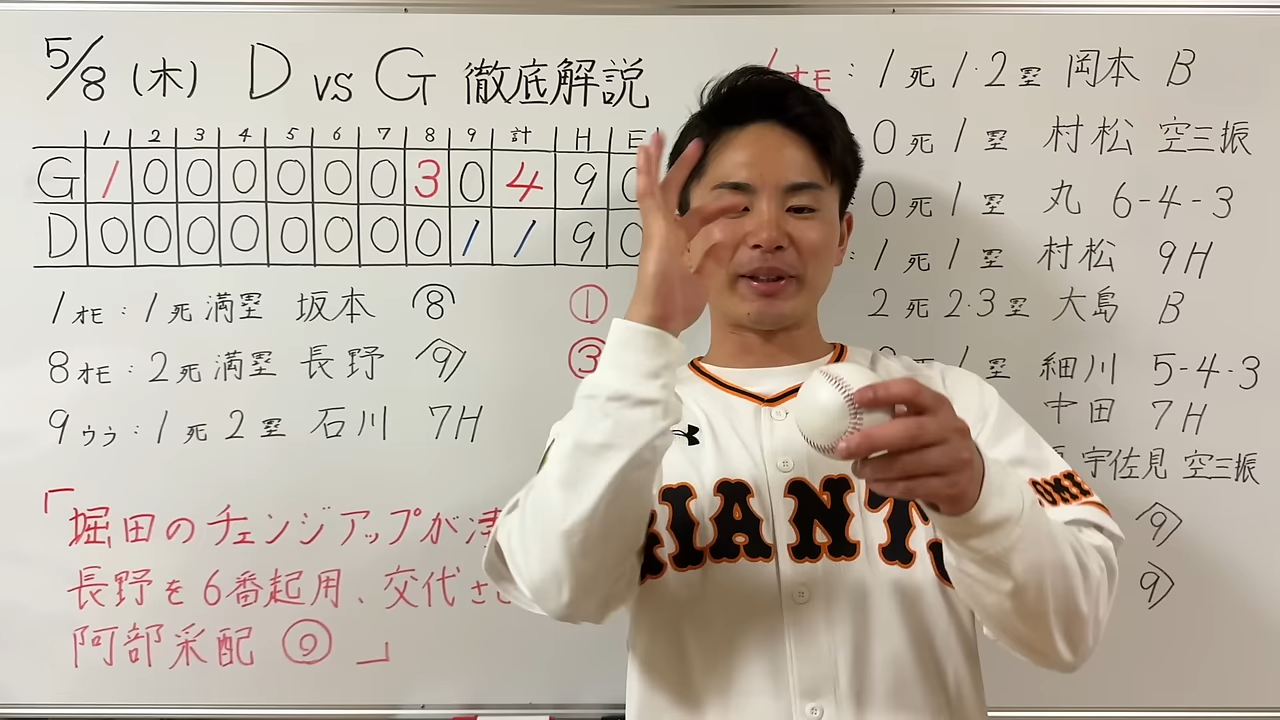 5/8 (木) D vs G 徹底解説
1 2 3 4 5 6 7 8 9 計 H E
G 1 0 0 0 0 0 0 3 0 4 9 0
D 0 0 0 0 0 0 0 0 1 1 9 0
1オモ:1死満塁 坂本 8 ①
8オモ:2死満塁 長野 9 ③
9ウラ:1死2塁 石川 7H
「堀田のチェンジアップが
長野を6番起用、交代させ
阿部采配 ◎」
1オモ:1死1・2塁 岡本 B
0死1塁 村松 空三振
0死1塁 丸 6-4-3
1死1塁 村松 9H
2死2・3塁 大島 B
1塁 細川 5-4-3
中田 7H
宇佐見 空三振
9
9
GIANTS